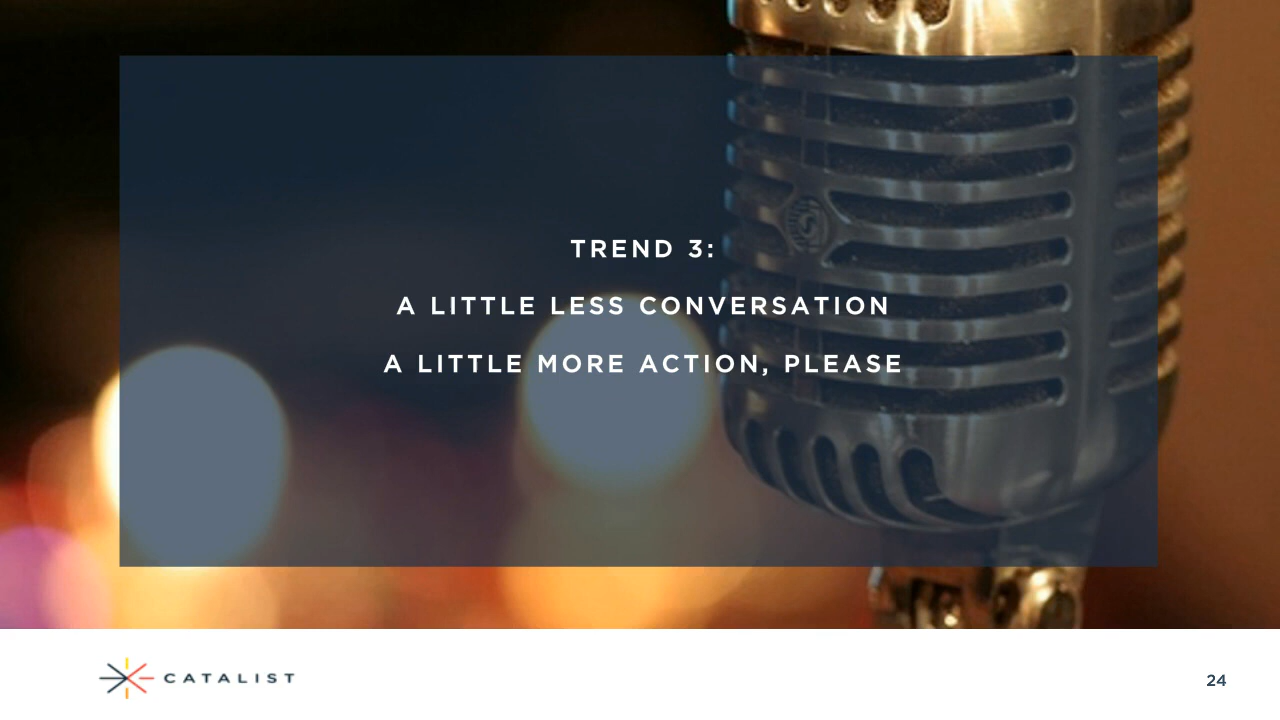 TREND 3:
A LITTLE LESS CONVERSATION
A LITTLE MORE ACTION, PLEASE
CATALIST
24